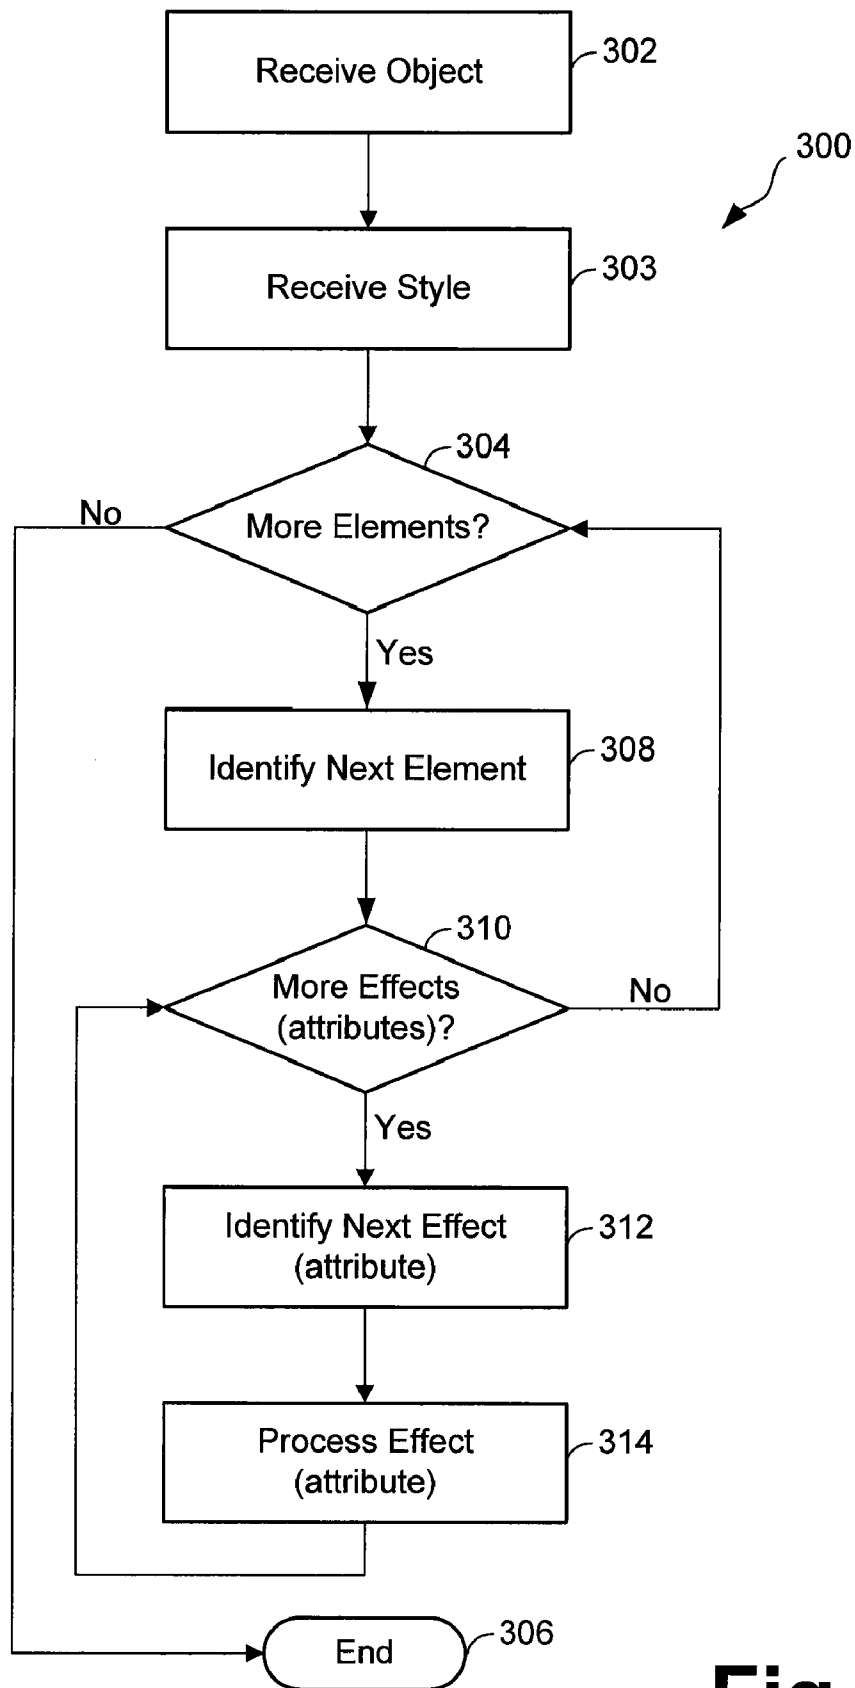 Receive Object
302
300
Receive Style
303
304
No
More Elements?
Yes
Identify Next Element
308
310
More Effects
(attributes)?
No
Yes
Identify Next Effect
(attribute)
312
Process Effect
(attribute)
314
End
306